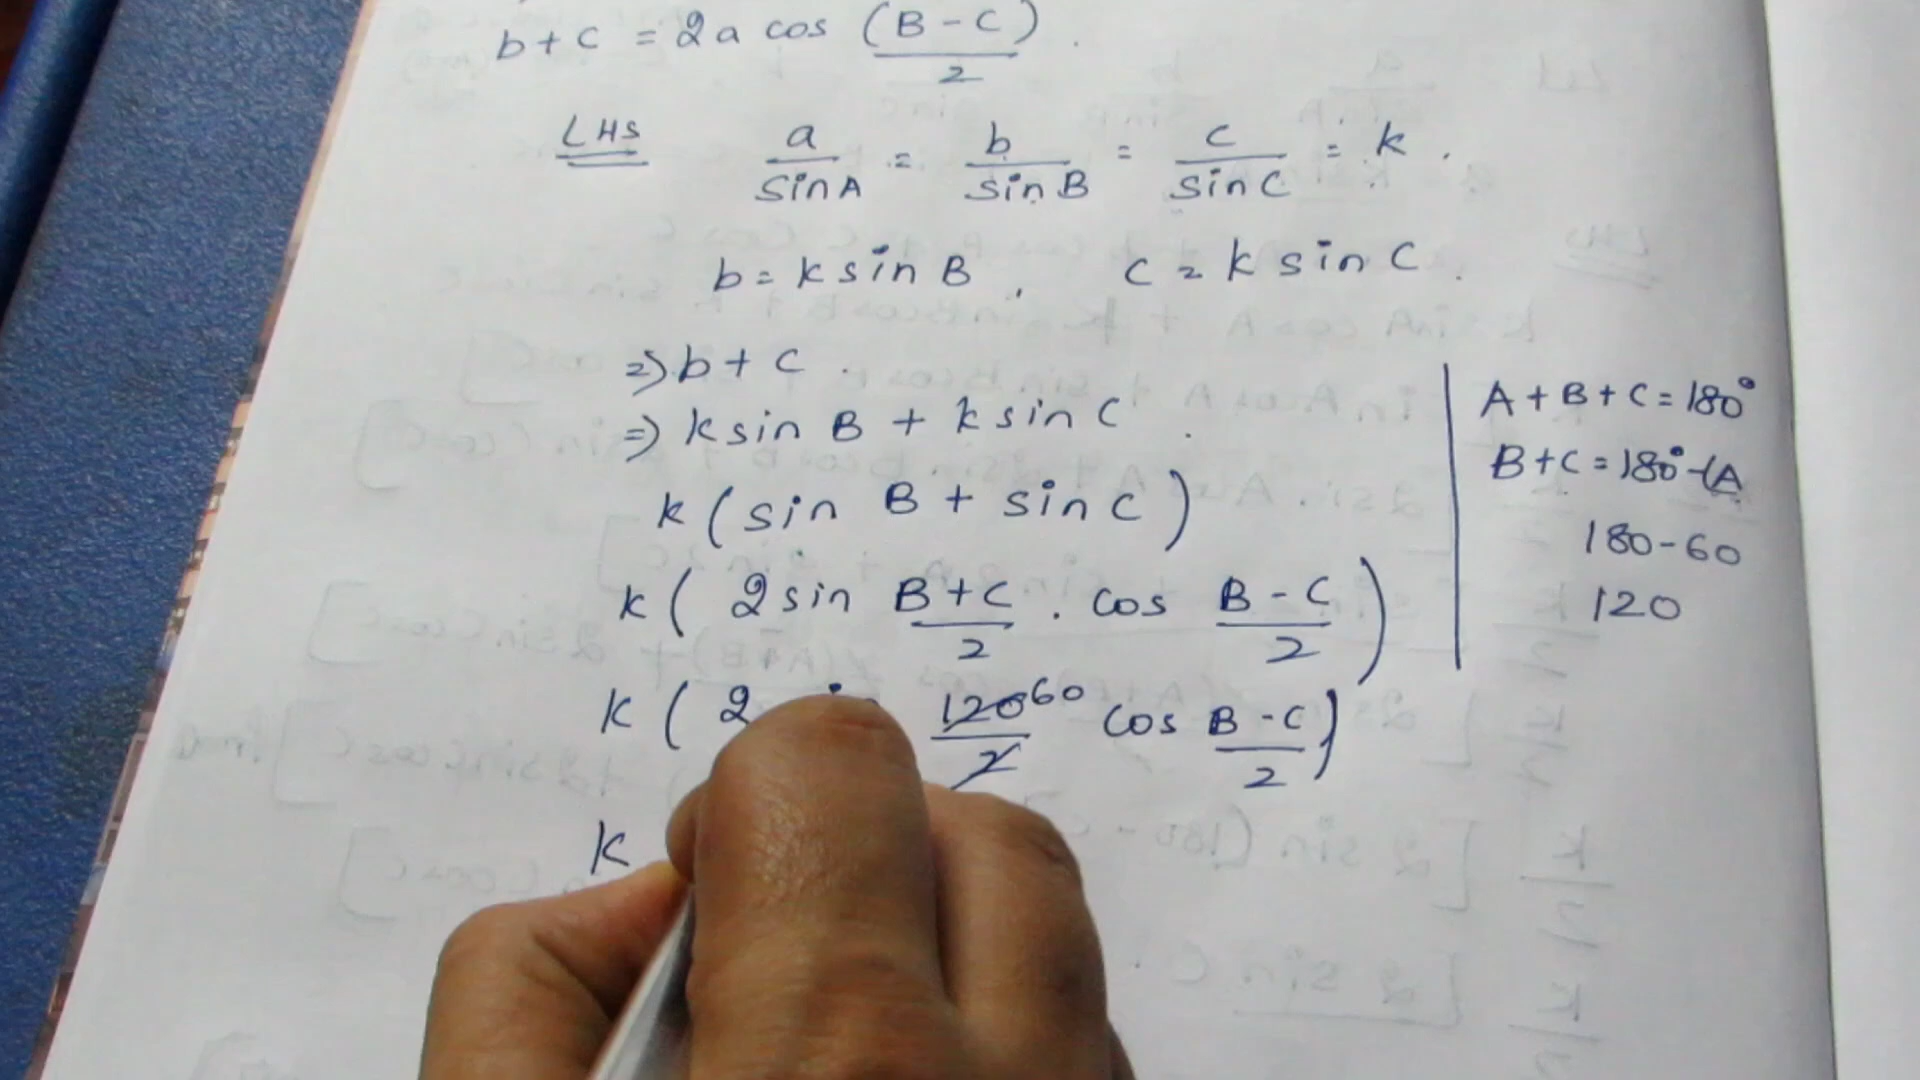 b+c = 2a cos (B-C)/2 .
LHS a/sinA = b/sinB = c/sinC = k .
b = k sin B , c = k sin C .
=> b + c .
=> k sin B + k sin C .
k ( sin B + sin C )
k ( 2 sin B+C/2 . cos B-C/2 )
k ( 2 120/2 60 cos B-C/2 )
k
A+B+C = 180°
B+C = 180°-(A
180-60
120